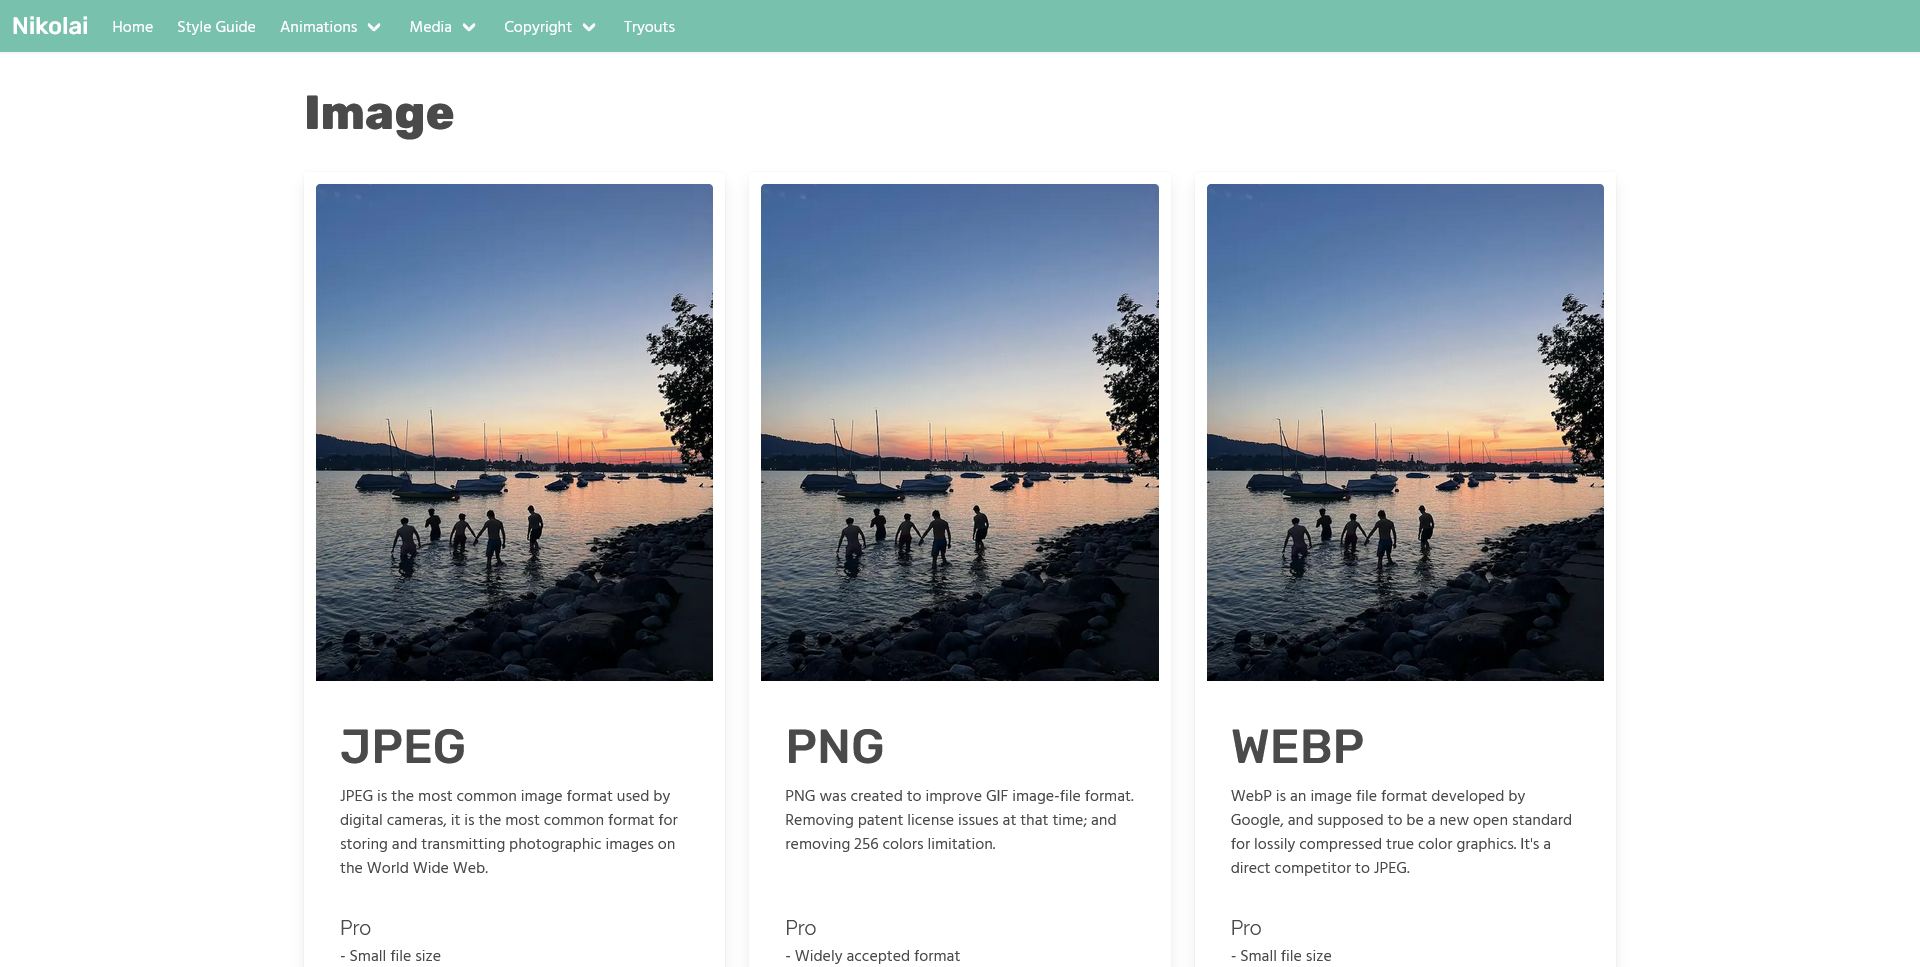 Nikolai Home Style Guide Animations Media Copyright Tryouts
Image
JPEG
JPEG is the most common image format used by
digital cameras, it is the most common format for
storing and transmitting photographic images on
the World Wide Web.
Pro
- Small file size
PNG
PNG was created to improve GIF image-file format.
Removing patent license issues at that time; and
removing 256 colors limitation.
Pro
- Widely accepted format
WEBP
WebP is an image file format developed by
Google, and supposed to be a new open standard
for lossily compressed true color graphics. It's a
direct competitor to JPEG.
Pro
- Small file size